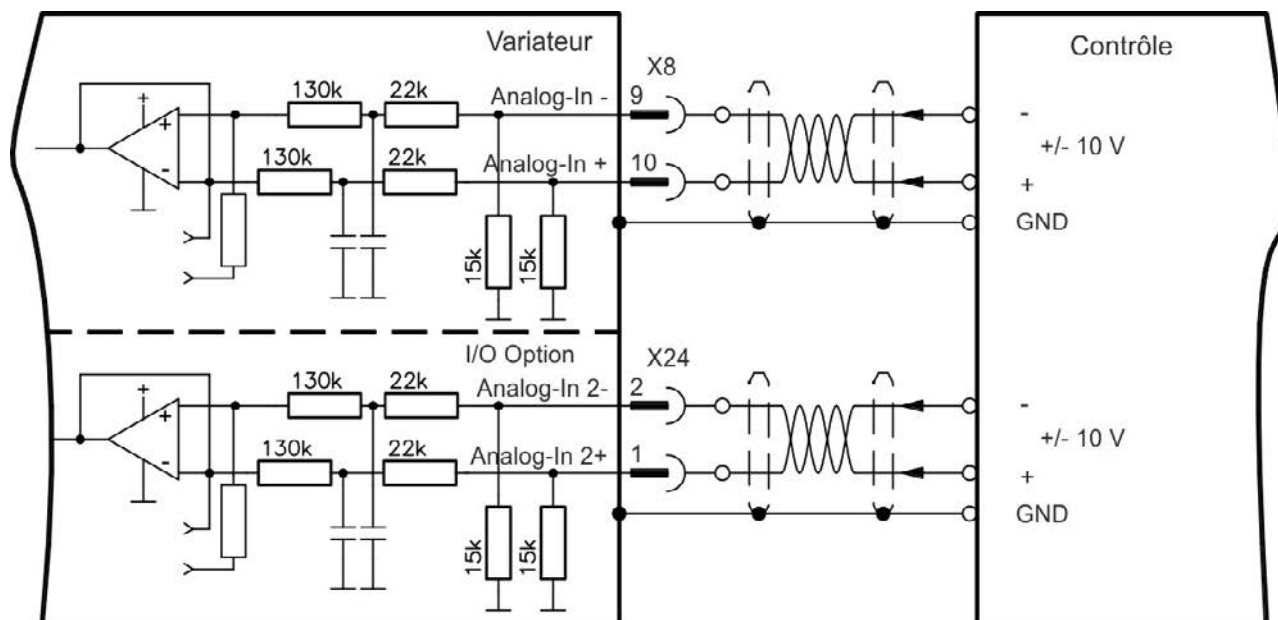 Variateur
Contrôle
X8
130k
22k
Analog-In -
9
-
+
+
+/- 10 V
130k
22k
Analog-In +
10
-
+
GND
15k
15k
I/O Option
X24
130k
22k
Analog-In 2-
2
-
+
+
+/- 10 V
130k
22k
Analog-In 2+
1
-
+
GND
15k
15k